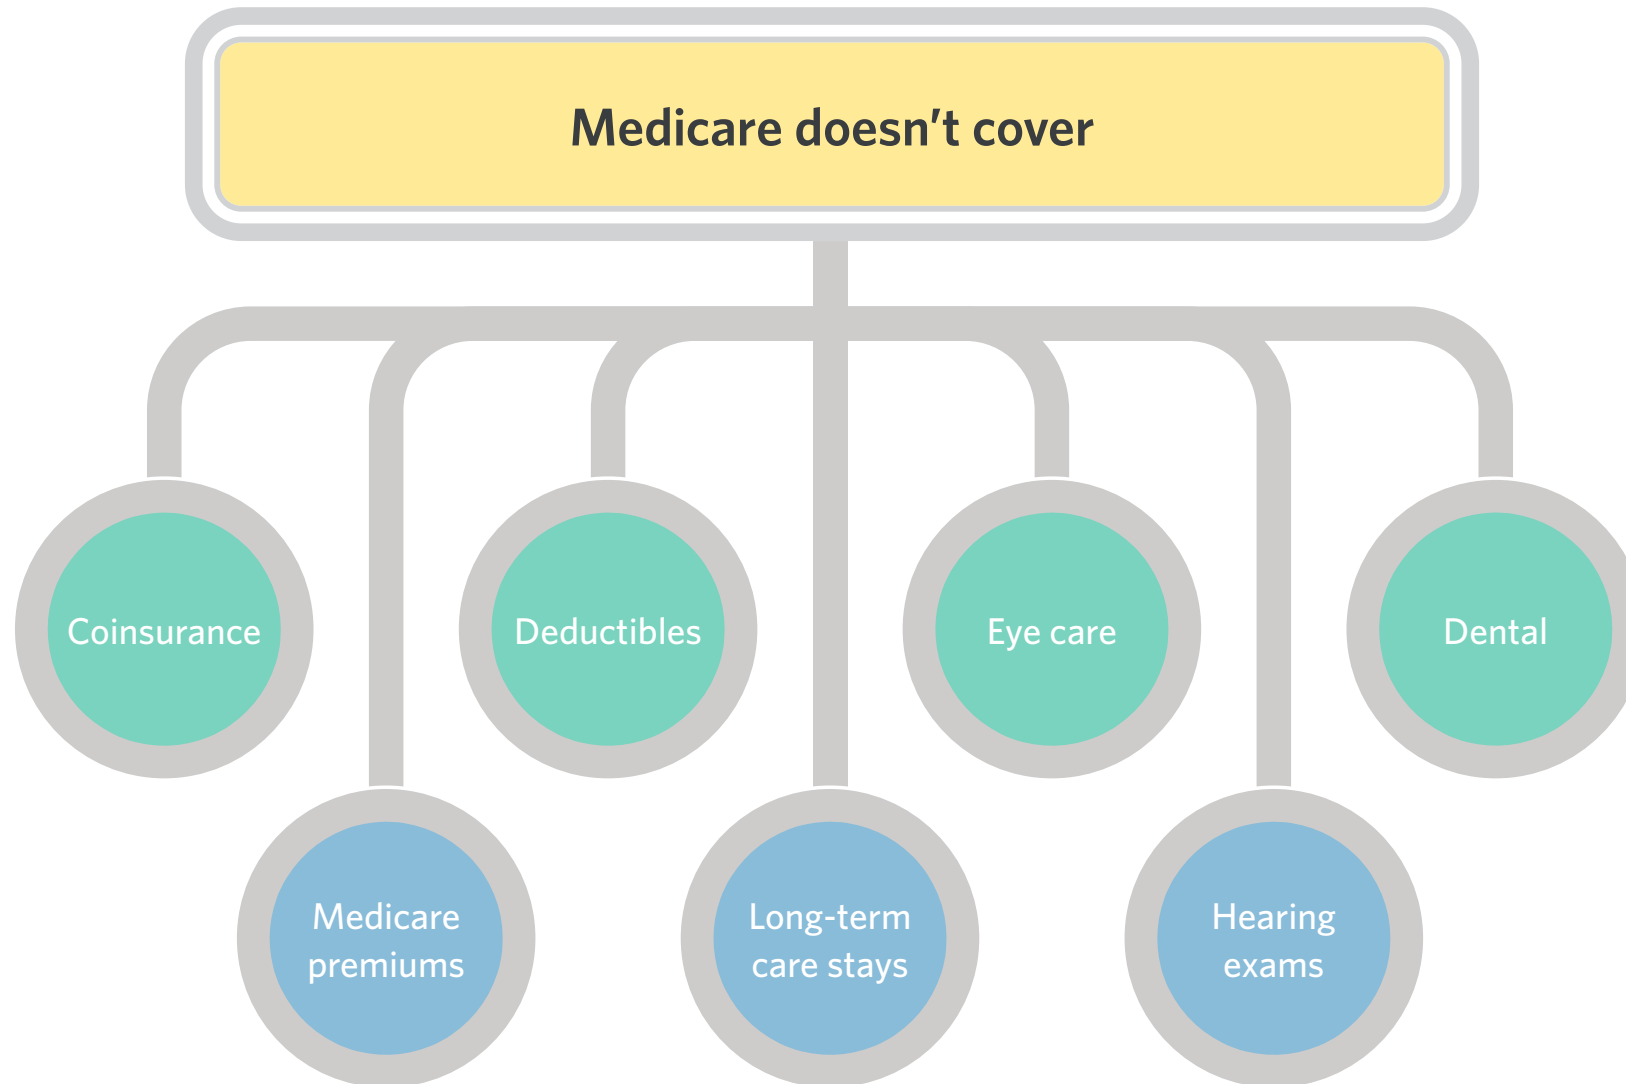 Medicare doesn't cover
Coinsurance
Deductibles
Eye care
Dental
Medicare
premiums
Long-term
care stays
Hearing
exams